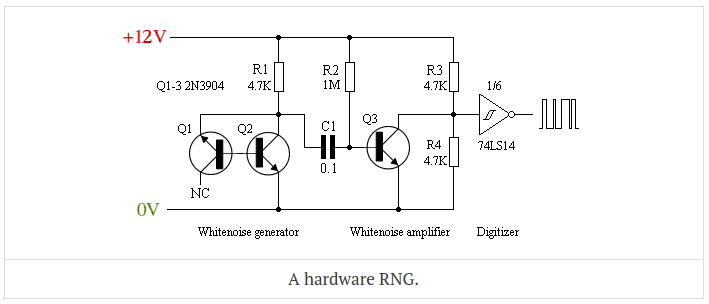 +12V
R1
4.7K
R2
1M
R3
4.7K
1/6
Q1-3 2N3904
Q1
Q2
C1
0.1
Q3
R4
4.7K
74LS14
NC
0V
Whitenoise generator
Whitenoise amplifier
Digitizer
A hardware RNG.